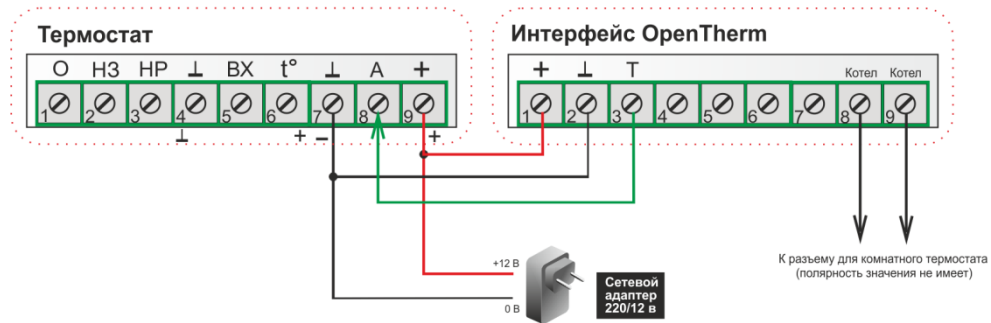 Термостат
О НЗ НР ⊥ ВХ t° ⊥ А +
1 2 3 4 5 6 7 8 9
⊥ + − +
Интерфейс OpenTherm
+ ⊥ Т Котел Котел
1 2 3 4 5 6 7 8 9
К разъему для комнатного термостата
(полярность значения не имеет)
+12 В
0 В
Сетевой
адаптер
220/12 в